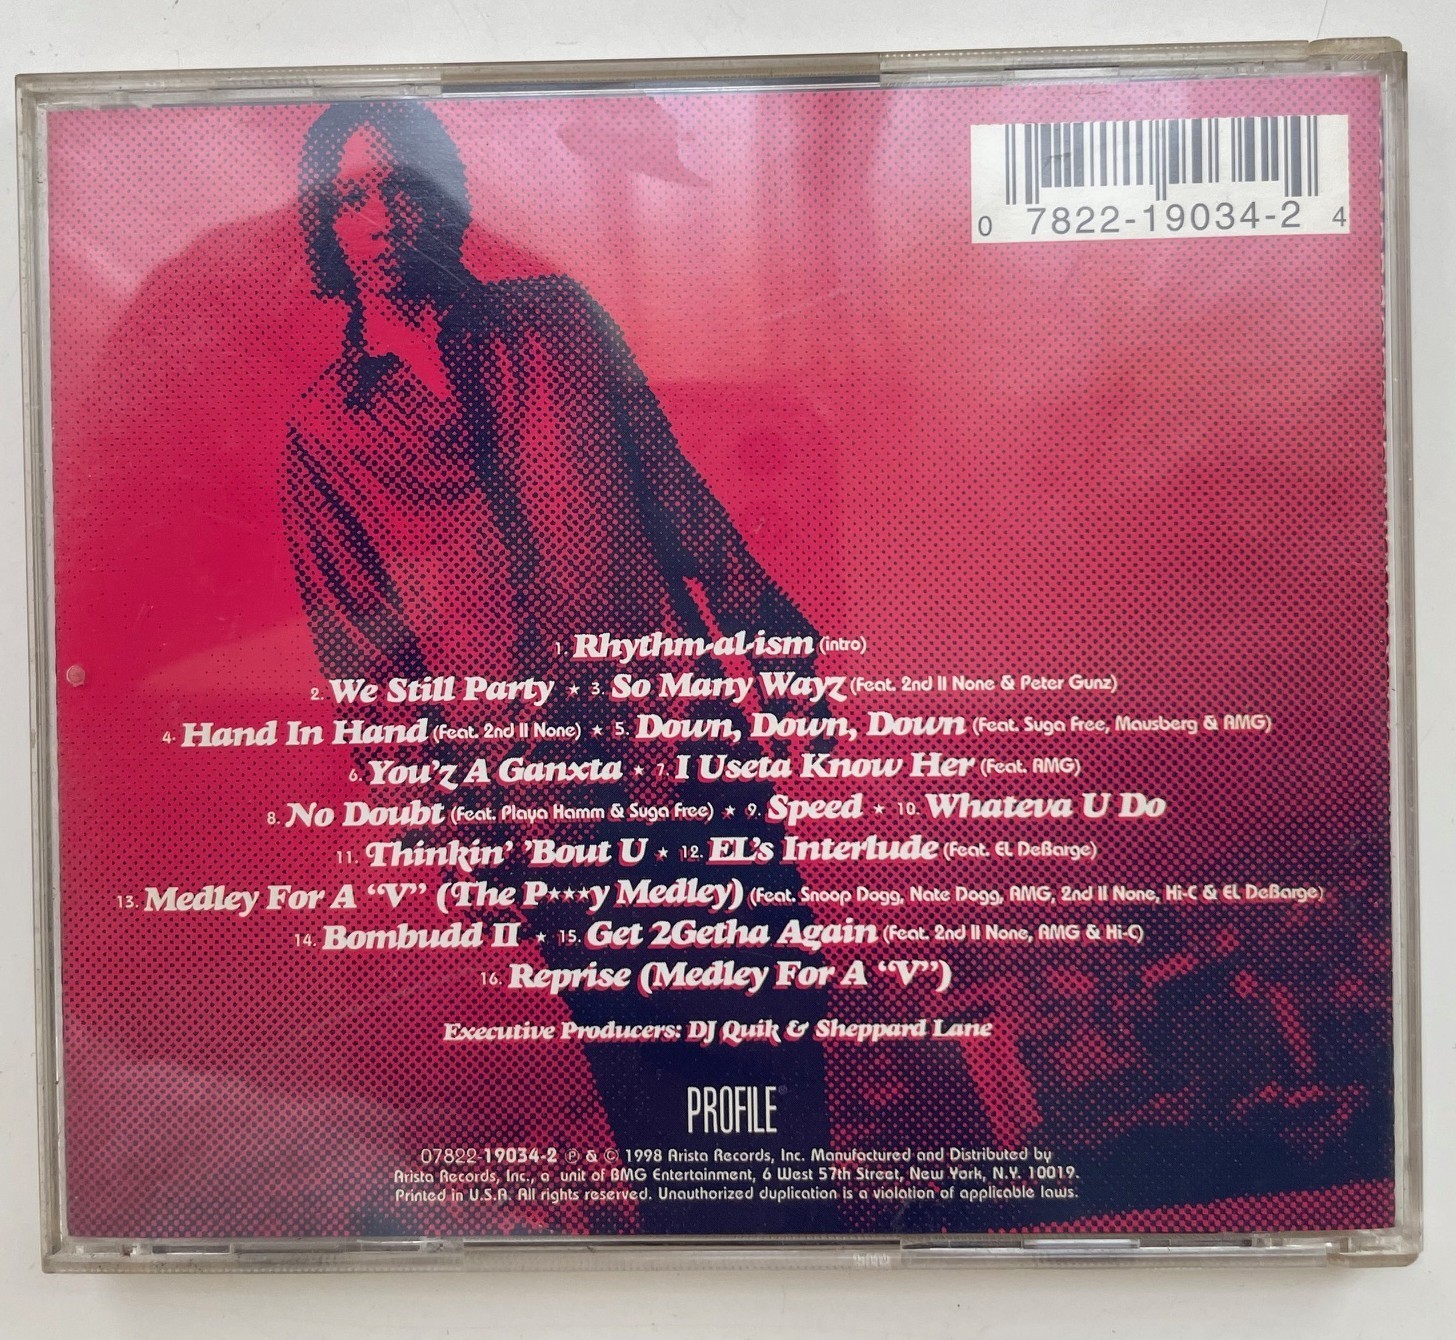 0 7822-19034-2 4
1. Rhythm-al-ism (intro)
2. We Still Party ★ 3. So Many Wayz (Feat. 2nd II None & Peter Gunz)
4. Hand In Hand (Feat. 2nd II None) ★ 5. Down, Down, Down (Feat. Suga Free, Mausberg & AMG)
6. You'z A Ganxta ★ 7. I Useta Know Her (Feat. AMG)
8. No Doubt (Feat. Playa Hamm & Suga Free) ★ 9. Speed ★ 10. Whateva U Do
11. Thinkin' 'Bout U ★ 12. EL's Interlude (Feat. EL DeBarge)
13. Medley For A “V” (The P★★★y Medley) (Feat. Snoop Dogg, Nate Dogg, AMG, 2nd II None, Hi-C & EL DeBarge)
14. Bombudd II ★ 15. Get 2Getha Again (Feat. 2nd II None, AMG & Hi-C)
16. Reprise (Medley For A “V”)
Executive Producers: DJ Quik & Sheppard Lane
PROFILE
07822-19034-2 ℗ & © 1998 Arista Records, Inc. Manufactured and Distributed by
Arista Records, Inc., a unit of BMG Entertainment, 6 West 57th Street, New York, N.Y. 10019.
Printed in U.S.A. All rights reserved. Unauthorized duplication is a violation of applicable laws.